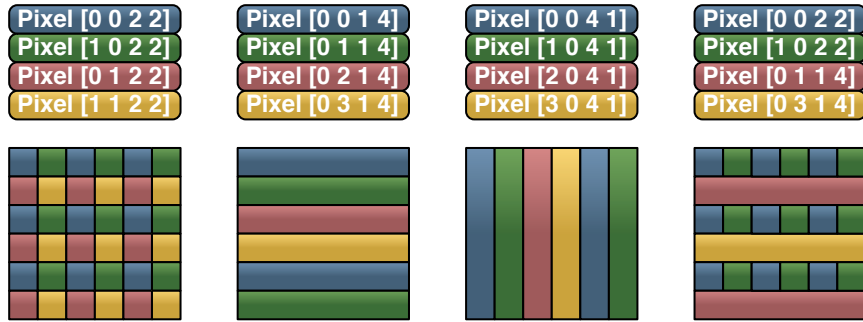 Pixel [0 0 2 2]
Pixel [1 0 2 2]
Pixel [0 1 2 2]
Pixel [1 1 2 2]
Pixel [0 0 1 4]
Pixel [0 1 1 4]
Pixel [0 2 1 4]
Pixel [0 3 1 4]
Pixel [0 0 4 1]
Pixel [1 0 4 1]
Pixel [2 0 4 1]
Pixel [3 0 4 1]
Pixel [0 0 2 2]
Pixel [1 0 2 2]
Pixel [0 1 1 4]
Pixel [0 3 1 4]